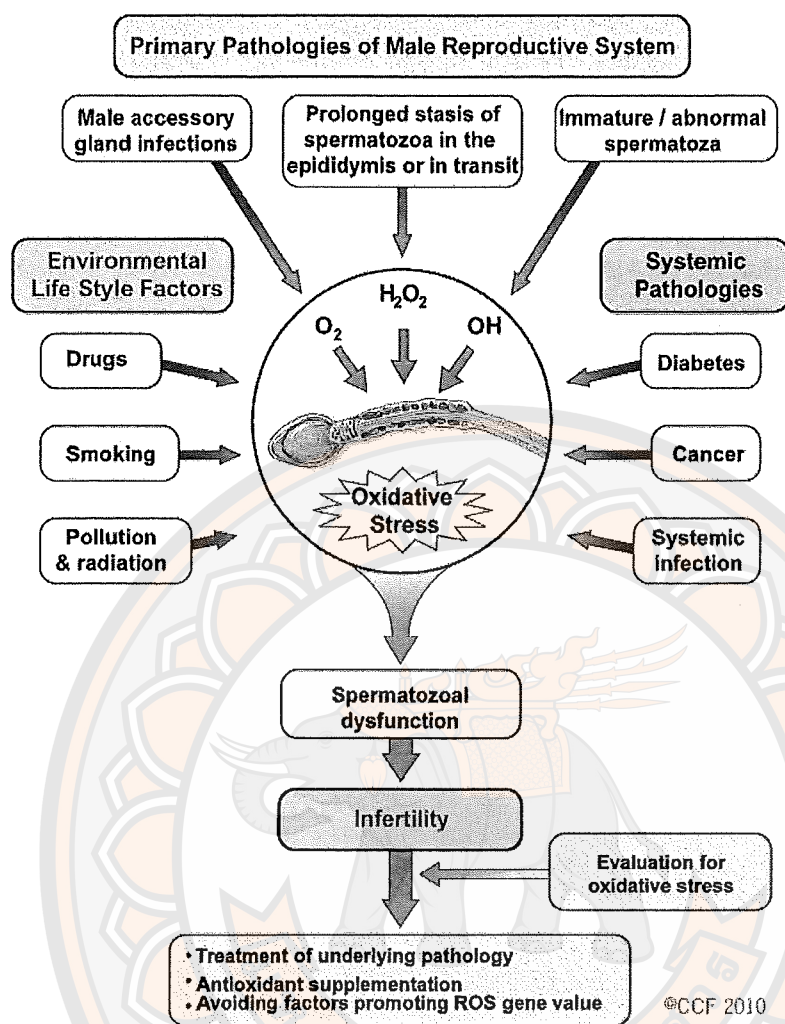 Primary Pathologies of Male Reproductive System
Male accessory
gland infections
Prolonged stasis of
spermatozoa in the
epididymis or in transit
Immature / abnormal
spermatoza
Environmental
Life Style Factors
Systemic
Pathologies
H₂O₂
O₂
OH
Drugs
Smoking
Pollution
& radiation
Diabetes
Cancer
Systemic
infection
Oxidative
Stress
Spermatozoal
dysfunction
Infertility
Evaluation for
oxidative stress
• Treatment of underlying pathology
• Antioxidant supplementation
• Avoiding factors promoting ROS gene value
©CCF 2010